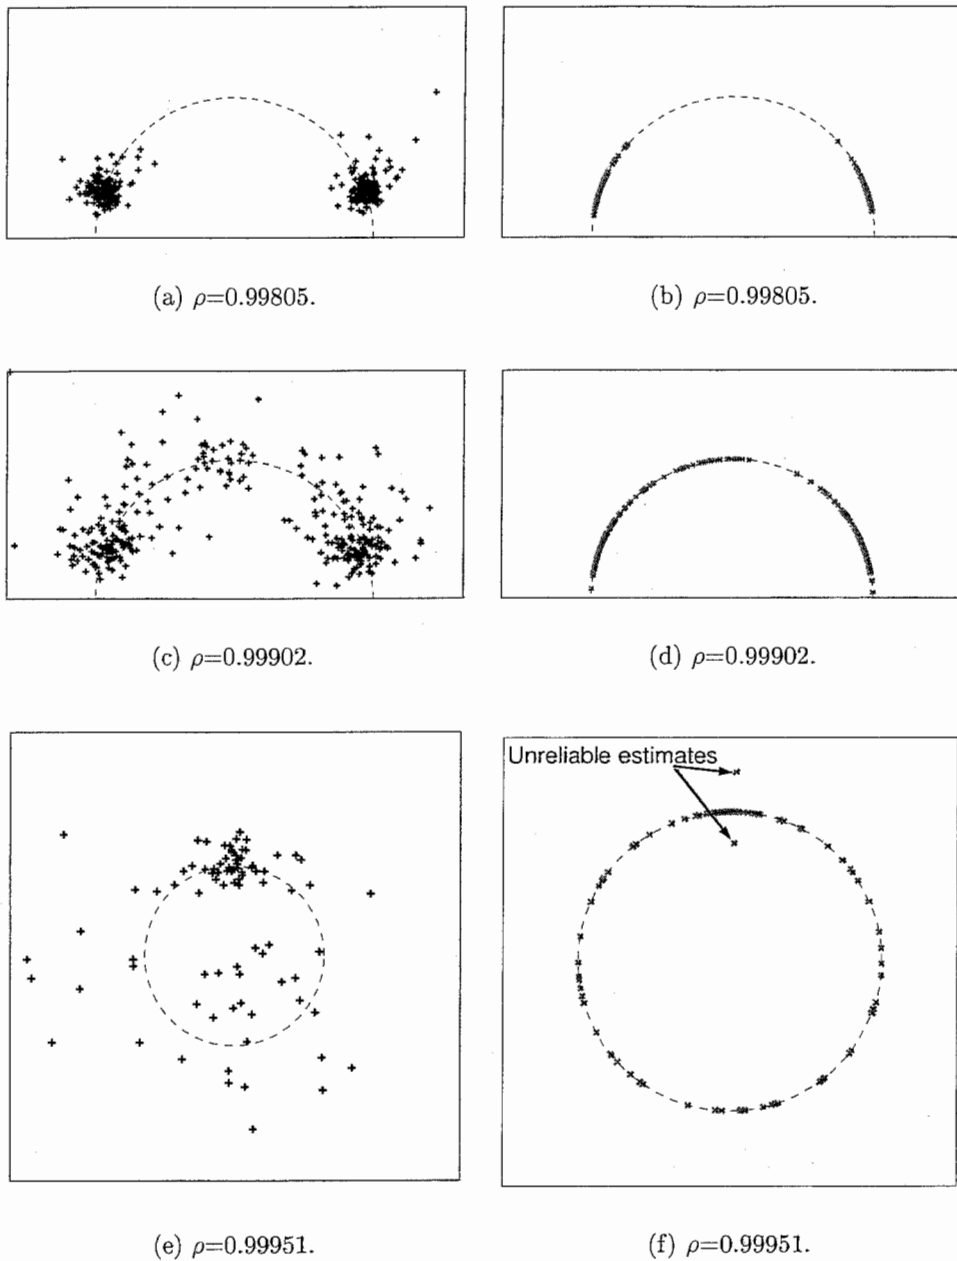 (a) ρ=0.99805.
(b) ρ=0.99805.
(c) ρ=0.99902.
(d) ρ=0.99902.
Unreliable estimates
(e) ρ=0.99951.
(f) ρ=0.99951.